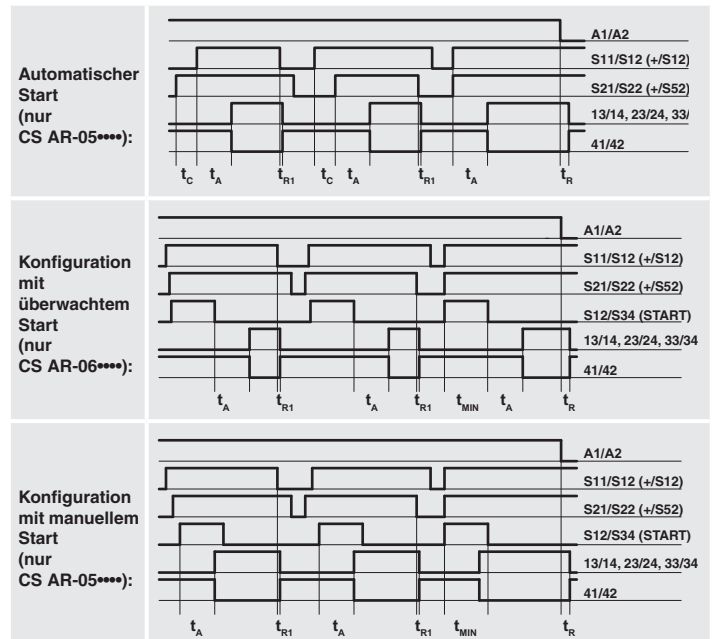 Automatischer
Start
(nur
CS AR-05••••):
A1/A2
S11/S12 (+/S12)
S21/S22 (+/S52)
13/14, 23/24, 33/
41/42
tC tA tR1 tC tA tR1 tA tR
Konfiguration
mit
überwachtem
Start
(nur
CS AR-06••••):
A1/A2
S11/S12 (+/S12)
S21/S22 (+/S52)
S12/S34 (START)
13/14, 23/24, 33/34
41/42
tA tR1 tA tR1 tMIN tA tR
Konfiguration
mit manuellem
Start
(nur
CS AR-05••••):
A1/A2
S11/S12 (+/S12)
S21/S22 (+/S52)
S12/S34 (START)
13/14, 23/24, 33/34
41/42
tA tR1 tA tR1 tMIN tR